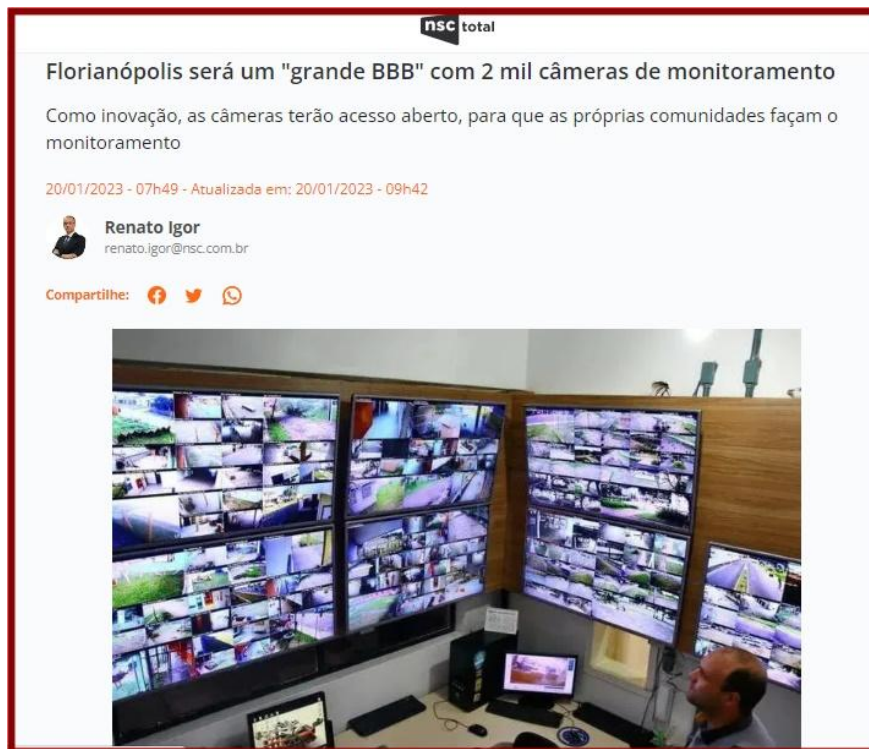 nsc total
Florianópolis será um "grande BBB" com 2 mil câmeras de monitoramento
Como inovação, as câmeras terão acesso aberto, para que as próprias comunidades façam o
monitoramento
20/01/2023 - 07h49 - Atualizada em: 20/01/2023 - 09h42
Renato Igor
renato.igor@nsc.com.br
Compartilhe: